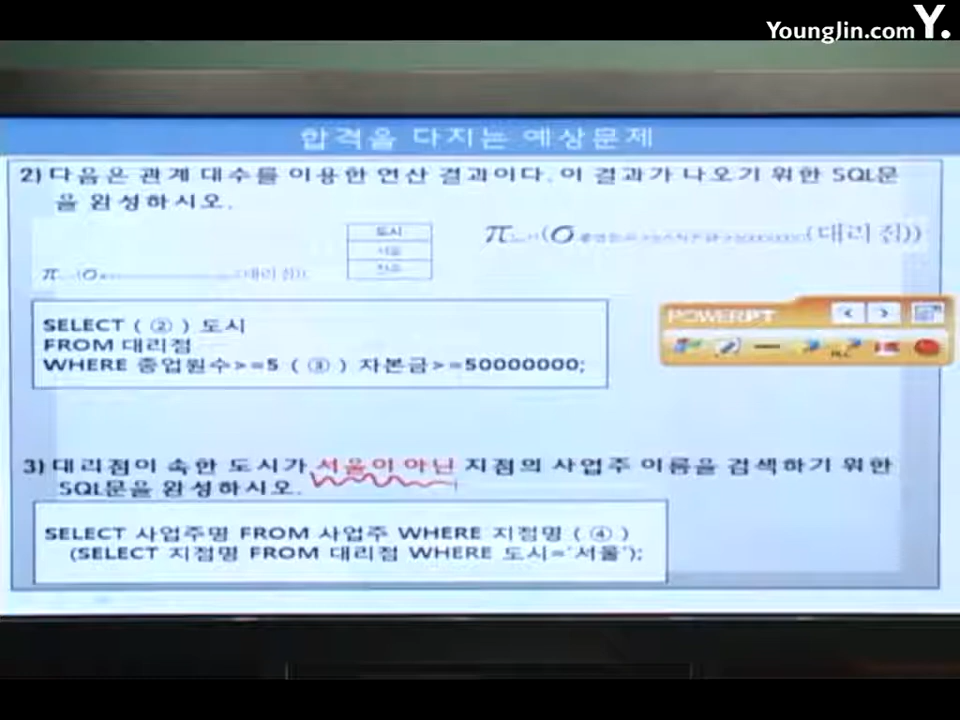 YoungJin.com Y.
합격을 다지는 예상문제
2) 다음은 관계 대수를 이용한 연산 결과이다. 이 결과가 나오기 위한 SQL문
을 완성하시오.
도시
서울
π (σ (대리점))
π (σ (대리점))
SELECT ( ② ) 도시
FROM 대리점
WHERE 종업원수>=5 ( ③ ) 자본금>=50000000;
POWERPT
3) 대리점이 속한 도시가 서울이 아닌 지점의 사업주 이름을 검색하기 위한
SQL문을 완성하시오.
SELECT 사업주명 FROM 사업주 WHERE 지점명 ( ④ )
(SELECT 지점명 FROM 대리점 WHERE 도시='서울');